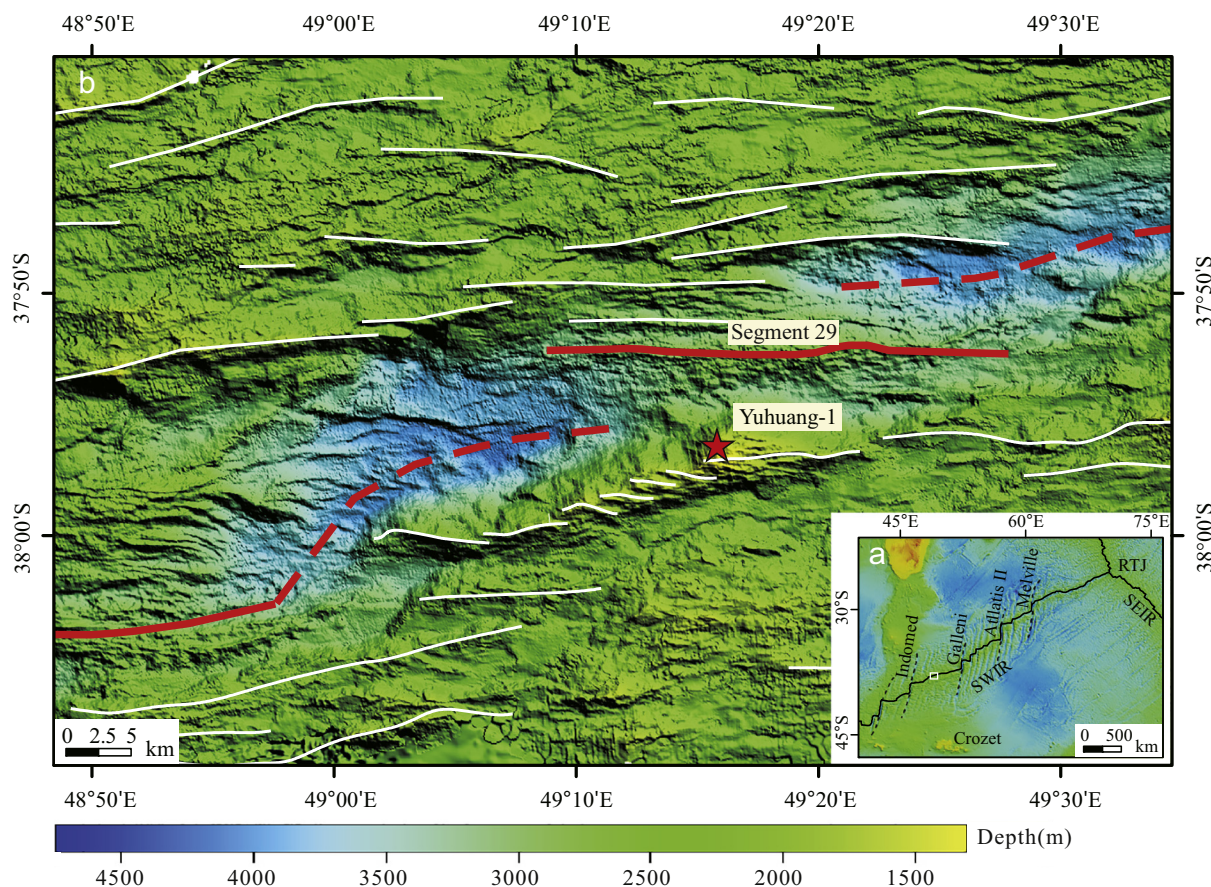 48°50'E 49°00'E 49°10'E 49°20'E 49°30'E
b
37°50'S 37°50'S
Segment 29
Yuhuang-1
38°00'S 38°00'S
45°E 60°E 75°E
a
RTJ
Melville
Atllatis II
SEIR
30°S
Galleni
Indomed
SWIR
45°S
Crozet
0 500
km
0 2.5 5
km
48°50'E 49°00'E 49°10'E 49°20'E 49°30'E
Depth(m)
4500 4000 3500 3000 2500 2000 1500